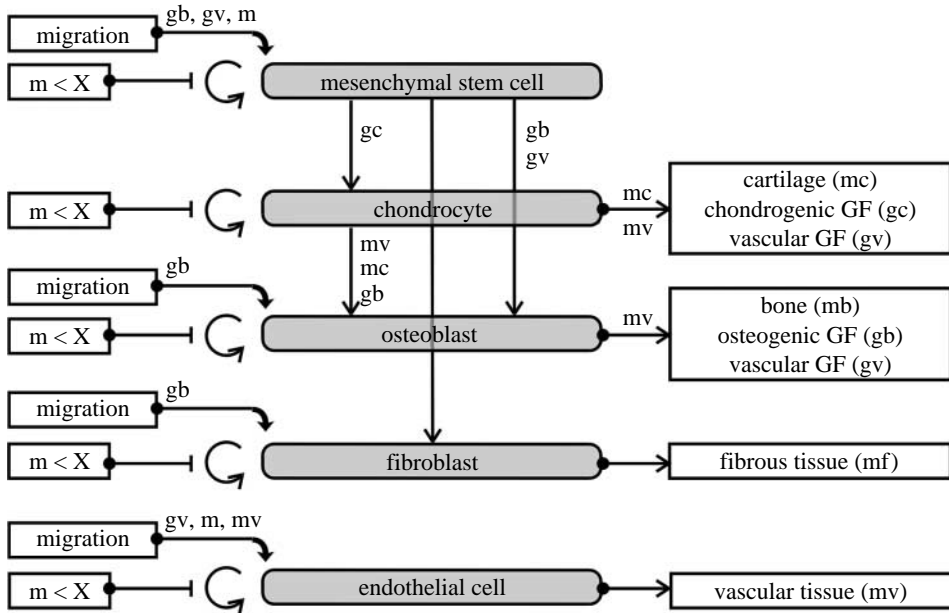 gb, gv, m
migration
m < X
mesenchymal stem cell
gc
gb
gv
m < X
chondrocyte
mc
mv
cartilage (mc)
chondrogenic GF (gc)
vascular GF (gv)
mv
mc
gb
migration
gb
m < X
osteoblast
mv
bone (mb)
osteogenic GF (gb)
vascular GF (gv)
migration
gb
m < X
fibroblast
fibrous tissue (mf)
gv, m, mv
migration
m < X
endothelial cell
vascular tissue (mv)